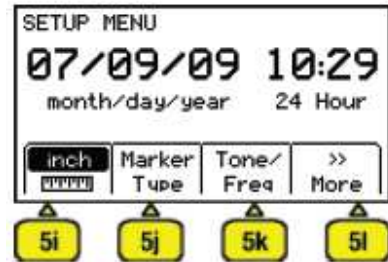 SETUP MENU
07/09/09 10:29
month/day/year 24 Hour
inch Marker Tone/ >>
Type Freq More
5i 5j 5k 5l